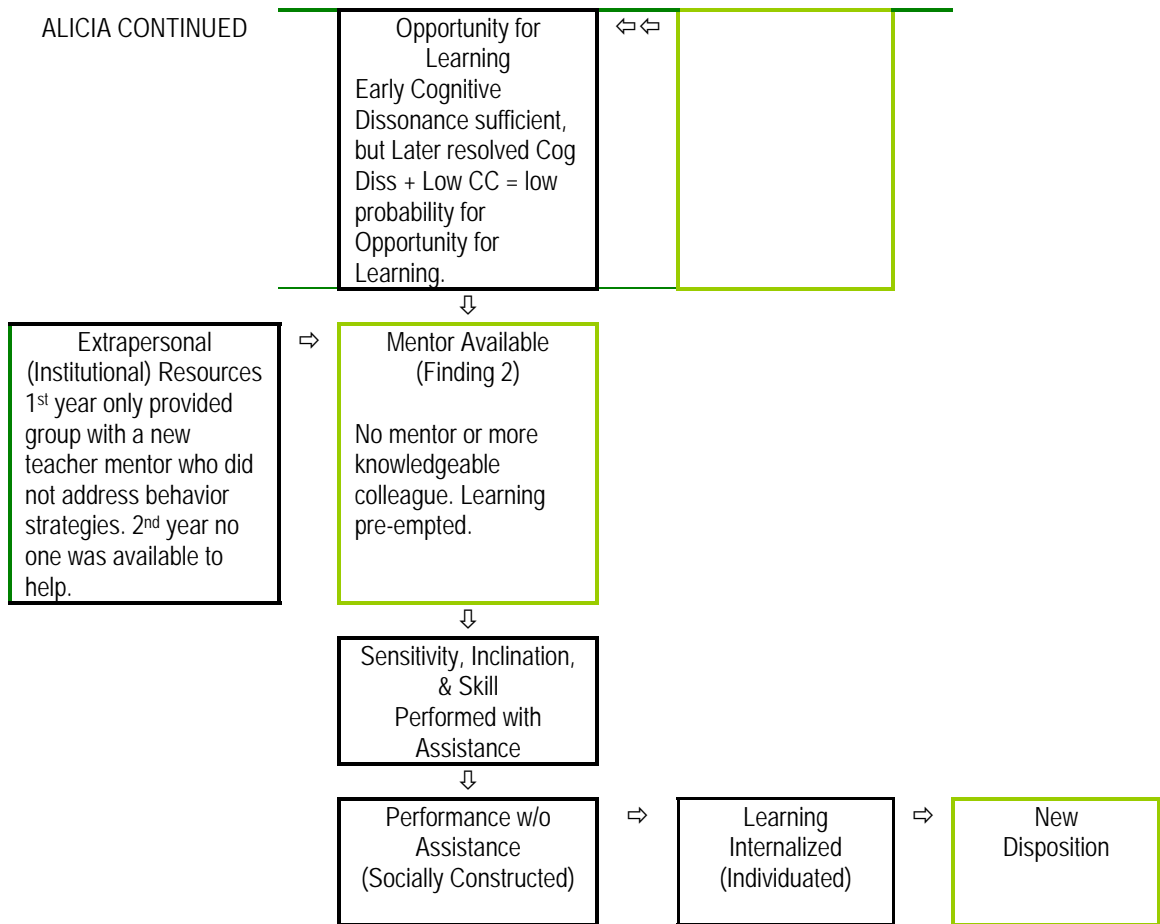 ALICIA CONTINUED
Opportunity for
Learning
Early Cognitive
Dissonance sufficient,
but Later resolved Cog
Diss + Low CC = low
probability for
Opportunity for
Learning.
⇦⇦
⇩
Extrapersonal
(Institutional) Resources
1st year only provided
group with a new
teacher mentor who did
not address behavior
strategies. 2nd year no
one was available to
help.
⇨
Mentor Available
(Finding 2)
No mentor or more
knowledgeable
colleague. Learning
pre-empted.
⇩
Sensitivity, Inclination,
& Skill
Performed with
Assistance
⇩
Performance w/o
Assistance
(Socially Constructed)
⇨
Learning
Internalized
(Individuated)
⇨
New
Disposition